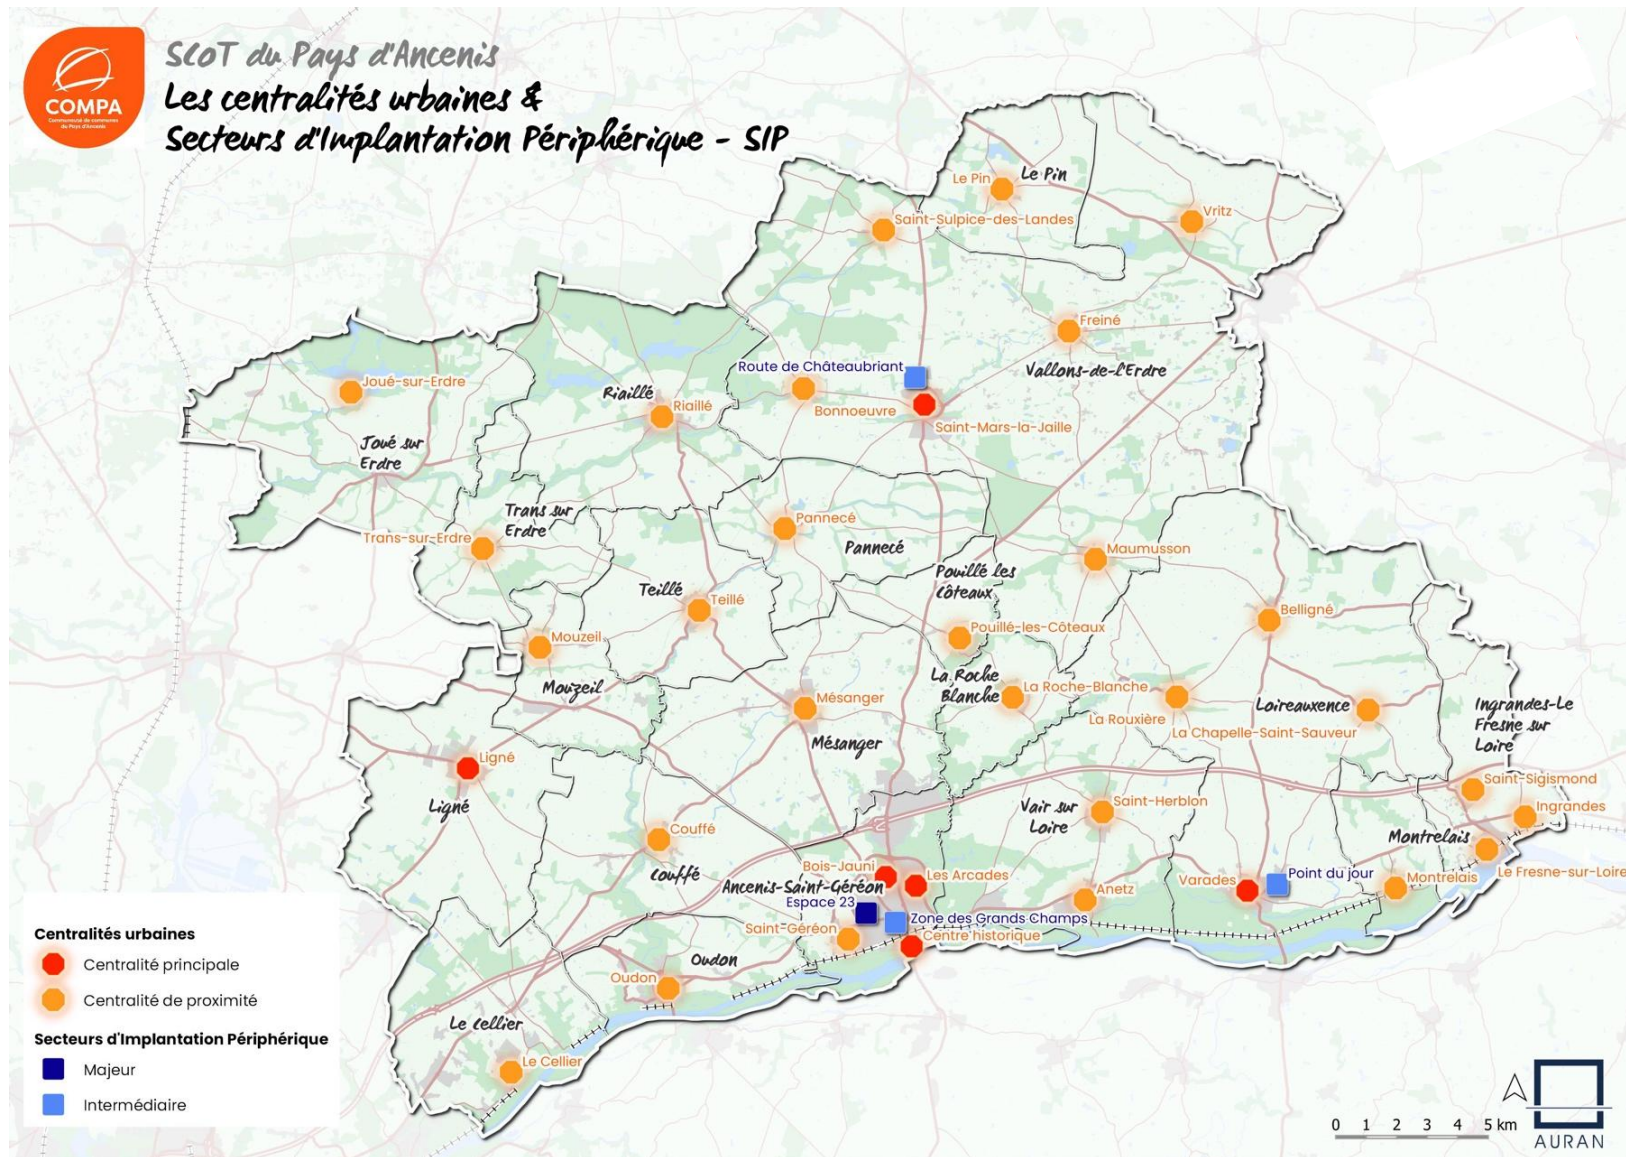 COMPA
Communauté de communes
du Pays d'Ancenis
SCOT du Pays d'Ancenis
Les centralités urbaines &
Secteurs d'Implantation Périphérique - SIP
Le Pin
Le Pin
Vritz
Saint-Sulpice-des-Landes
Freiné
Vallons-de-l'Erdre
Route de Châteaubriant
Bonnoeuvre
Saint-Mars-la-Jaille
Joué-sur-Erdre
Joué sur
Erdre
Riaillé
Riaillé
Trans sur
Erdre
Trans-sur-Erdre
Pannecé
Pannecé
Maumusson
Pouillé les
Côteaux
Pouillé-les-Côteaux
Teillé
Teillé
Belligné
Mouzeil
Mouzeil
La Roche
Blanche
La Roche-Blanche
La Rouxière
Loireauxence
La Chapelle-Saint-Sauveur
Ingrandes-Le
Fresne sur
Loire
Mésanger
Mésanger
Ligné
Ligné
Saint-Sigismond
Ingrandes
Vair sur
Loire
Saint-Herblon
Couffé
Couffé
Montrelais
Le Fresne-sur-Loire
Bois-Jauni
Les Arcades
Ancenis-Saint-Géréon
Espace 23
Anetz
Varades
Point du jour
Montrelais
Zone des Grands Champs
Saint-Géréon
Centre historique
Oudon
Oudon
Le Cellier
Le Cellier
Centralités urbaines
Centralité principale
Centralité de proximité
Secteurs d'Implantation Périphérique
Majeur
Intermédiaire
0 1 2 3 4 5 km
AURAN